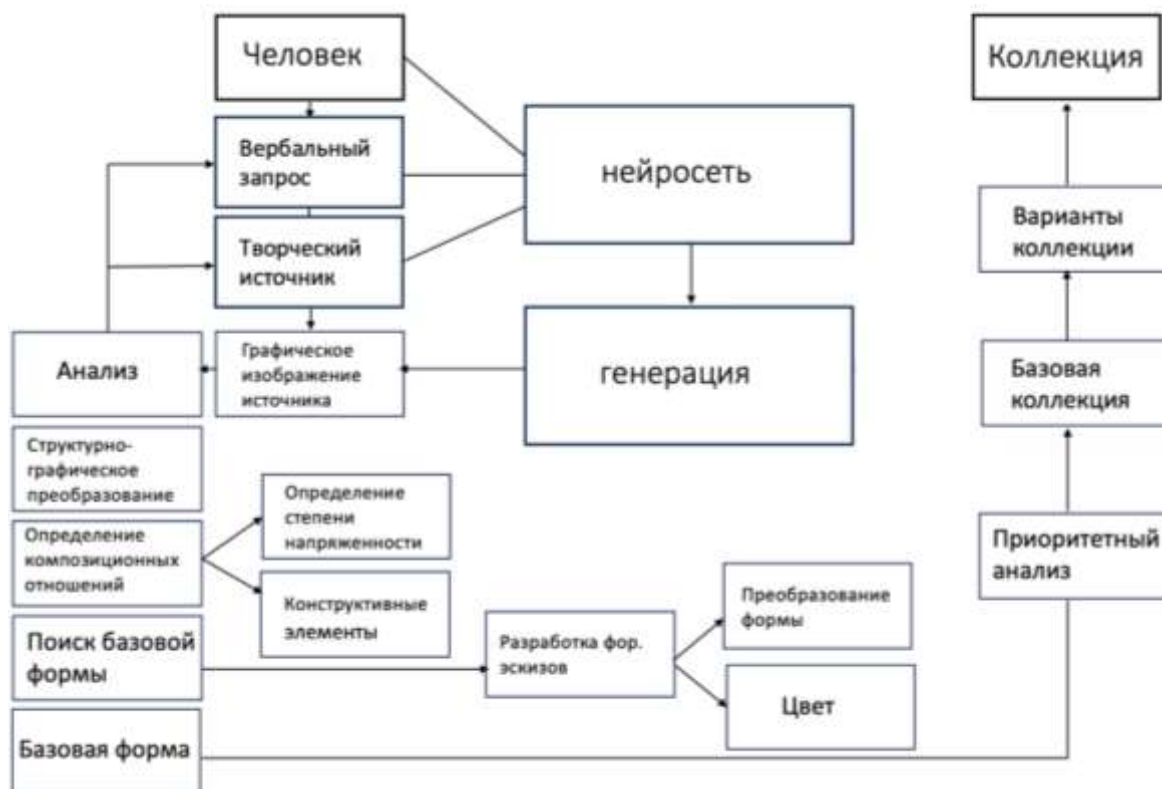 Человек
Коллекция
Вербальный
запрос
нейросеть
Варианты
коллекции
Творческий
источник
Анализ
Графическое
изображение
источника
генерация
Базовая
коллекция
Структурно-
графическое
преобразование
Определение
степени
напряженности
Определение
композиционных
отношений
Приоритетный
анализ
Конструктивные
элементы
Преобразование
формы
Поиск базовой
формы
Разработка фор.
эскизов
Цвет
Базовая форма